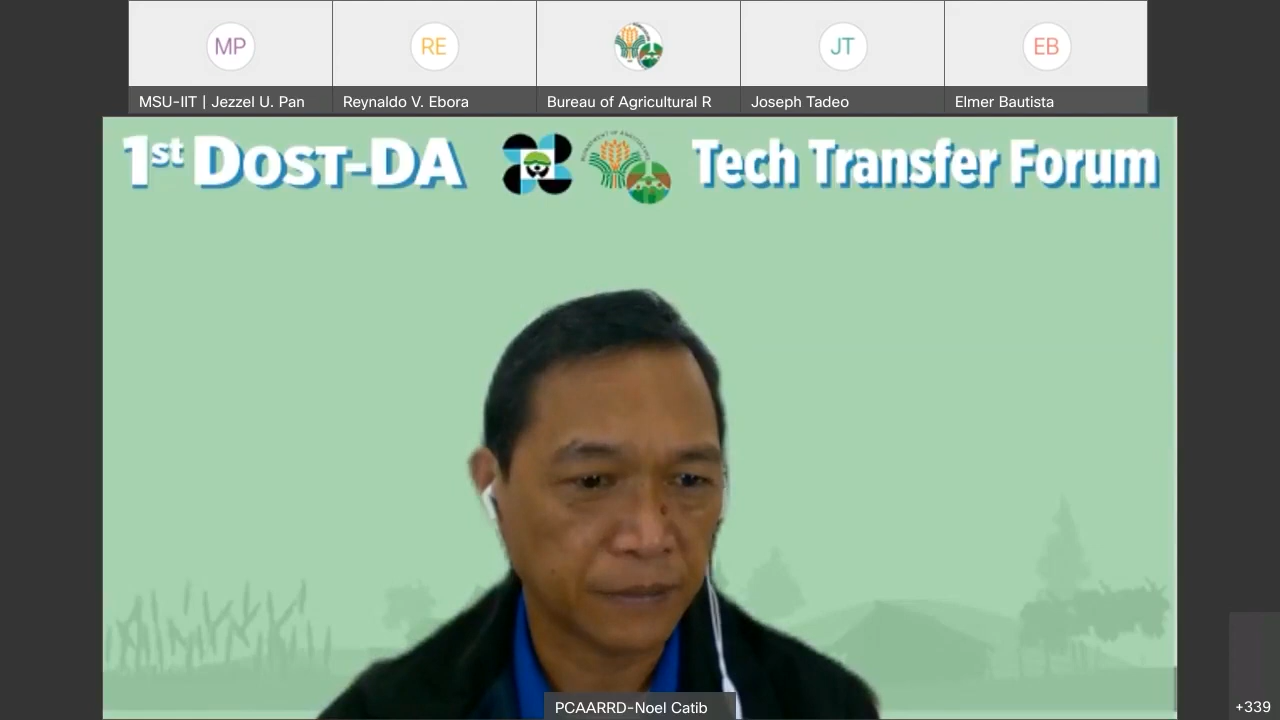 MP
RE
JT
EB
MSU-IIT | Jezzel U. Pan
Reynaldo V. Ebora
Bureau of Agricultural R
Joseph Tadeo
Elmer Bautista
1st DOST-DA
Tech Transfer Forum
PCAARRD-Noel Catib
+339